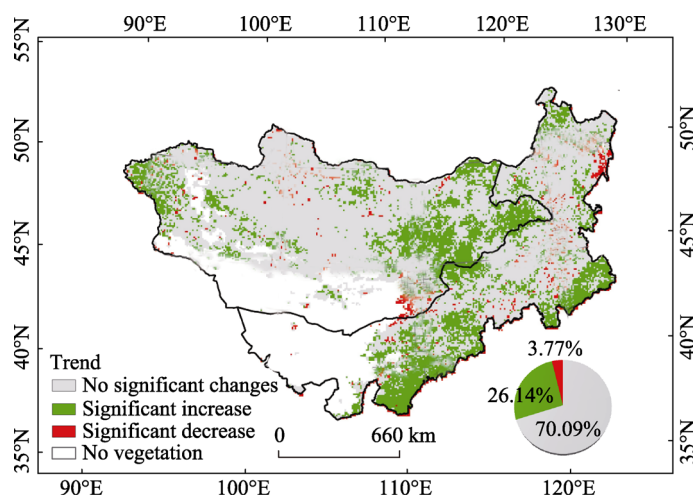 90°E 100°E 110°E 120°E 130°E
55°N 55°N
50°N 50°N
45°N 45°N
40°N 40°N
35°N 35°N
Trend
No significant changes
Significant increase
Significant decrease
No vegetation
0 660 km
3.77%
26.14%
70.09%
90°E 100°E 110°E 120°E